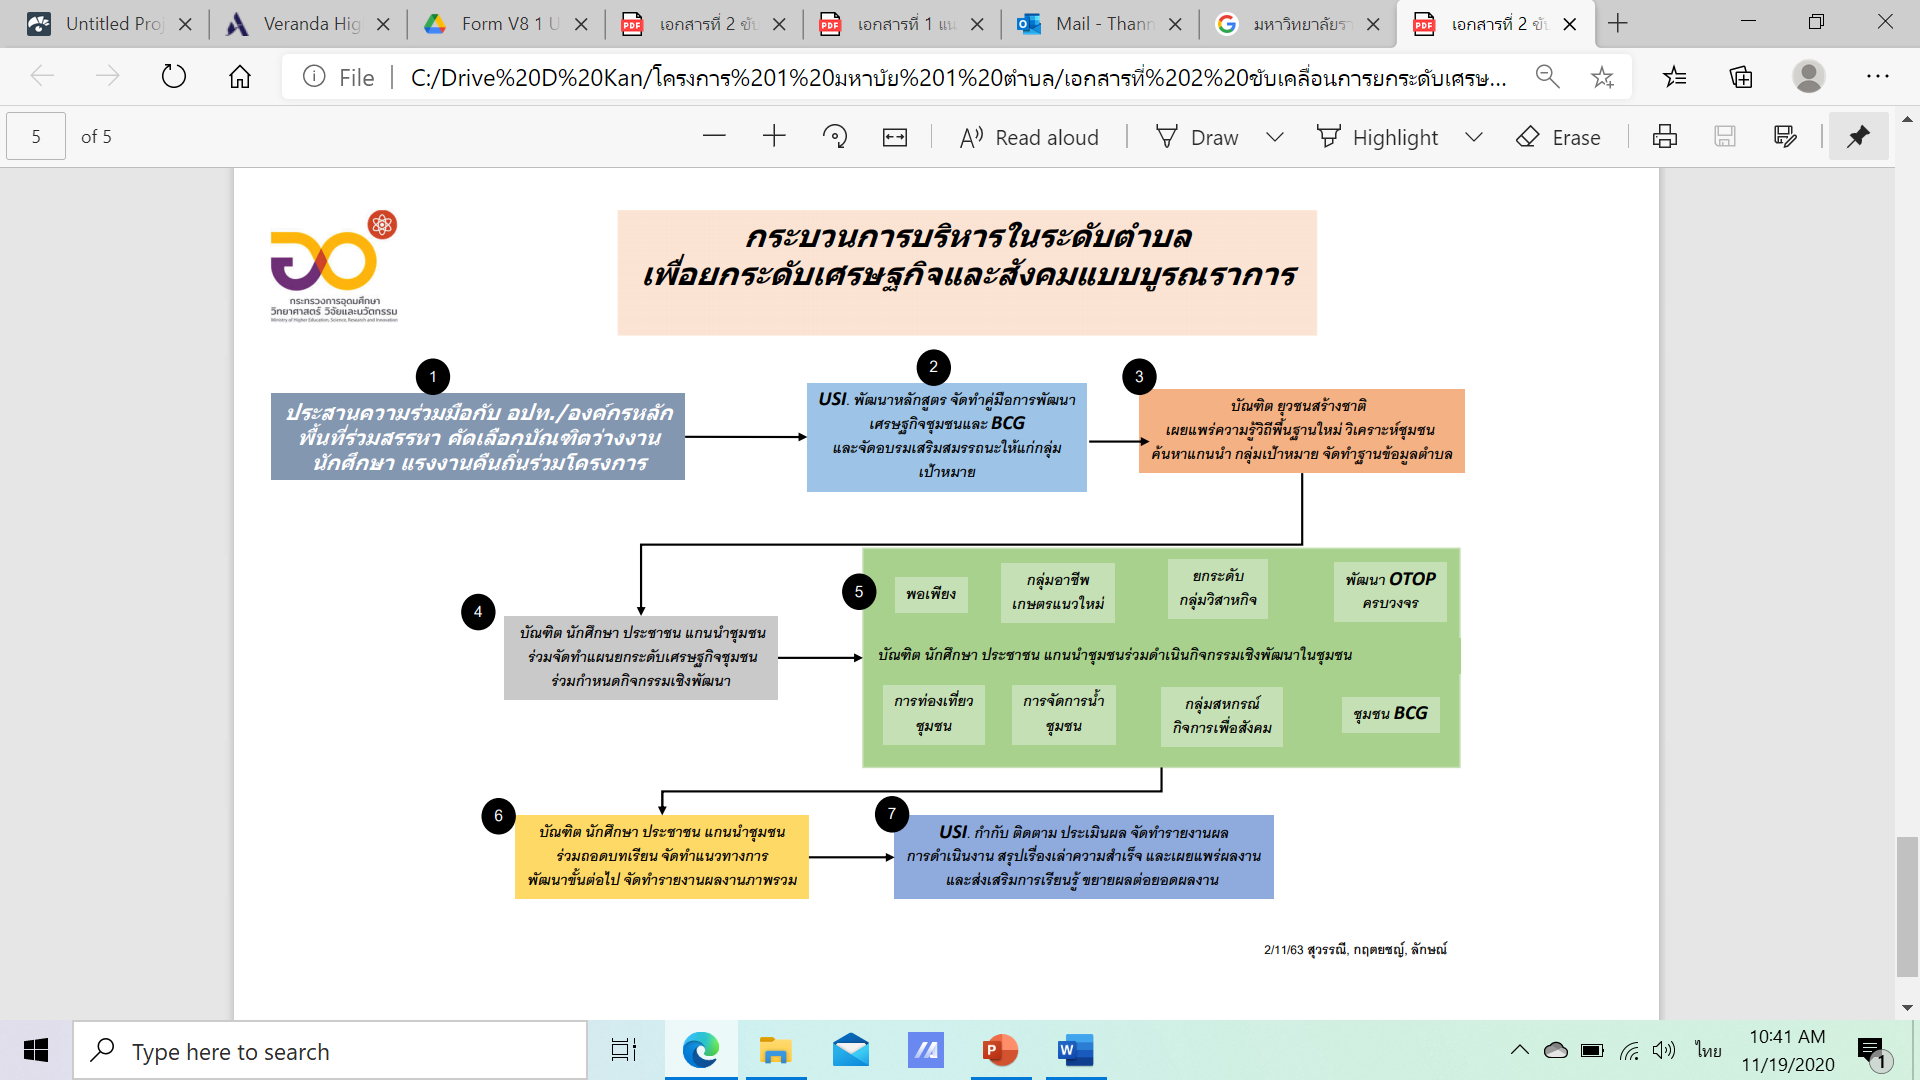 Untitled Proj
Veranda Hig
Form V8 1 U
เอกสารที่ 2 ขับ
เอกสารที่ 1 แน
Mail - Thann
มหาวิทยาลัยรา
เอกสารที่ 2 ขับ
File
C:/Drive%20D%20Kan/โครงการ%201%20มหาบัย%201%20ตำบล/เอกสารที่%202%20ขับเคลื่อนการยกระดับเศรษ...
5 of 5
Read aloud
Draw
Highlight
Erase
กระทรวงการอุดมศึกษา
วิทยาศาสตร์ วิจัยและนวัตกรรม
Ministry of Higher Education, Science, Research and Innovation
กระบวนการบริหารในระดับตำบล
เพื่อยกระดับเศรษฐกิจและสังคมแบบบูรณราการ
1
ประสานความร่วมมือกับ อปท./องค์กรหลัก
พื้นที่ร่วมสรรหา คัดเลือกบัณฑิตว่างงาน
นักศึกษา แรงงานคืนถิ่นร่วมโครงการ
2
USI. พัฒนาหลักสูตร จัดทำคู่มือการพัฒนา
เศรษฐกิจชุมชนและ BCG
และจัดอบรมเสริมสมรรถนะให้แก่กลุ่ม
เป้าหมาย
3
บัณฑิต ยุวชนสร้างชาติ
เผยแพร่ความรู้วิถีพื้นฐานใหม่ วิเคราะห์ชุมชน
ค้นหาแกนนำ กลุ่มเป้าหมาย จัดทำฐานข้อมูลตำบล
4
บัณฑิต นักศึกษา ประชาชน แกนนำชุมชน
ร่วมจัดทำแผนยกระดับเศรษฐกิจชุมชน
ร่วมกำหนดกิจกรรมเชิงพัฒนา
5
พอเพียง
กลุ่มอาชีพ
เกษตรแนวใหม่
ยกระดับ
กลุ่มวิสาหกิจ
พัฒนา OTOP
ครบวงจร
บัณฑิต นักศึกษา ประชาชน แกนนำชุมชนร่วมดำเนินกิจกรรมเชิงพัฒนาในชุมชน
การท่องเที่ยว
ชุมชน
การจัดการน้ำ
ชุมชน
กลุ่มสหกรณ์
กิจการเพื่อสังคม
ชุมชน BCG
6
บัณฑิต นักศึกษา ประชาชน แกนนำชุมชน
ร่วมถอดบทเรียน จัดทำแนวทางการ
พัฒนาขั้นต่อไป จัดทำรายงานผลงานภาพรวม
7
USI. กำกับ ติดตาม ประเมินผล จัดทำรายงานผล
การดำเนินงาน สรุปเรื่องเล่าความสำเร็จ และเผยแพร่ผลงาน
และส่งเสริมการเรียนรู้ ขยายผลต่อยอดผลงาน
2/11/63 สุวรรณี, กฤตยชญ์, ลักษณ์
Type here to search
ไทย
10:41 AM
11/19/2020
1